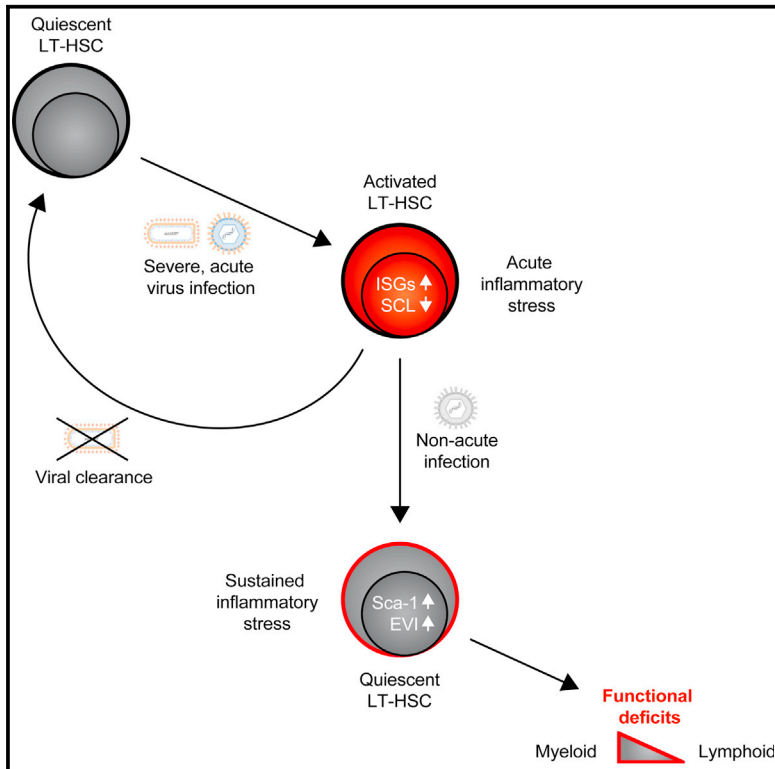 Quiescent
LT-HSC
Severe, acute
virus infection
Activated
LT-HSC
ISGs
SCL
Acute
inflammatory
stress
Viral clearance
Non-acute
infection
Sustained
inflammatory
stress
Sca-1
EVI
Quiescent
LT-HSC
Functional
deficits
Myeloid
Lymphoid